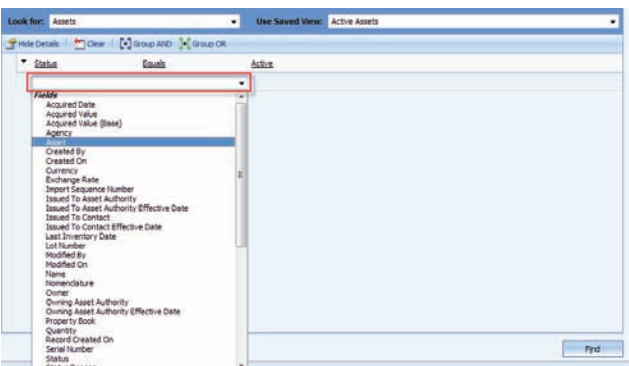 Look for: Assets Use Saved View: Active Assets
Hide Details Clear Group AND Group OR
Status Equals Active
Fields
Acquired Date
Acquired Value
Acquired Value (Base)
Agency
Asset
Created By
Created On
Currency
Exchange Rate
Import Sequence Number
Issued To Asset Authority
Issued To Asset Authority Effective Date
Issued To Contact
Issued To Contact Effective Date
Last Inventory Date
Lot Number
Modified By
Modified On
Name
Nomenclature
Owner
Owning Asset Authority
Owning Asset Authority Effective Date
Property Book
Quantity
Record Created On
Serial Number
Find
Status
Status Reason